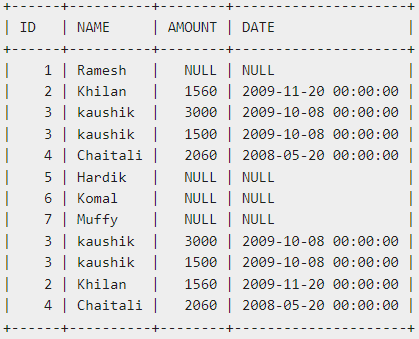 +------+----------+--------+---------------------+
| ID   | NAME     | AMOUNT | DATE                |
+------+----------+--------+---------------------+
|    1 | Ramesh   |   NULL | NULL                |
|    2 | Khilan   |   1560 | 2009-11-20 00:00:00 |
|    3 | kaushik  |   3000 | 2009-10-08 00:00:00 |
|    3 | kaushik  |   1500 | 2009-10-08 00:00:00 |
|    4 | Chaitali |   2060 | 2008-05-20 00:00:00 |
|    5 | Hardik   |   NULL | NULL                |
|    6 | Komal    |   NULL | NULL                |
|    7 | Muffy    |   NULL | NULL                |
|    3 | kaushik  |   3000 | 2009-10-08 00:00:00 |
|    3 | kaushik  |   1500 | 2009-10-08 00:00:00 |
|    2 | Khilan   |   1560 | 2009-11-20 00:00:00 |
|    4 | Chaitali |   2060 | 2008-05-20 00:00:00 |
+------+----------+--------+---------------------+